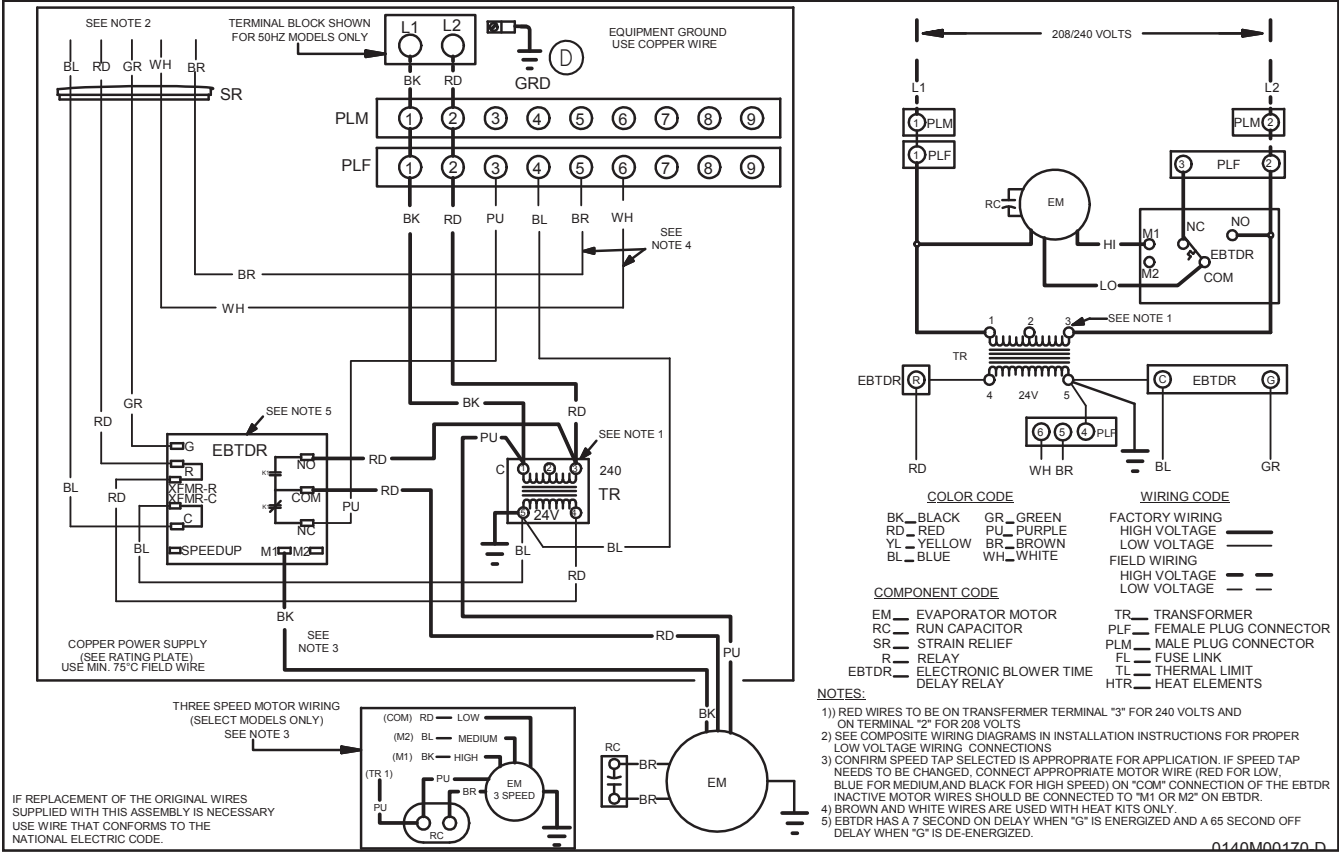 SEE NOTE 2
TERMINAL BLOCK SHOWN
FOR 50HZ MODELS ONLY
L1 L2
EQUIPMENT GROUND
USE COPPER WIRE
D
GRD
BL RD GR WH BR
SR
BK RD
PLM 1 2 3 4 5 6 7 8 9
PLF 1 2 3 4 5 6 7 8 9
BK RD PU BL BR WH
SEE
NOTE 4
BR
WH
GR
RD
BK
RD
PU
SEE NOTE 5
SEE NOTE 1
EBTDR
G
R
XFMR-R
XFMR-C
C
SPEEDUP
M1 M2
NO
COM
NC
K1
K1
RD
RD
PU
BL
RD
BL
C 1 2 3 240
TR
5 24V 4
BL
BL
RD
BK
SEE
NOTE 3
RD
PU
COPPER POWER SUPPLY
(SEE RATING PLATE)
USE MIN. 75°C FIELD WIRE
BK
THREE SPEED MOTOR WIRING
(SELECT MODELS ONLY)
SEE NOTE 3
(COM) RD LOW
(M2) BL MEDIUM
(M1) BK HIGH
(TR 1)
PU
PU
BR
EM
3 SPEED
RC
RC
BR
BR
EM
IF REPLACEMENT OF THE ORIGINAL WIRES
SUPPLIED WITH THIS ASSEMBLY IS NECESSARY
USE WIRE THAT CONFORMS TO THE
NATIONAL ELECTRIC CODE.
208/240 VOLTS
L1 L2
1 PLM
PLM 2
1 PLF
3 PLF 2
RC
EM
HI
LO
M1
M2
NC
NO
EBTDR
COM
1 2 3
SEE NOTE 1
TR
4 24V 5
EBTDR R
C EBTDR G
6 5 4 PLF
RD
WH BR
BL
GR
COLOR CODE
BK BLACK GR GREEN
RD RED PU PURPLE
YL YELLOW BR BROWN
BL BLUE WH WHITE
WIRING CODE
FACTORY WIRING
HIGH VOLTAGE
LOW VOLTAGE
FIELD WIRING
HIGH VOLTAGE
LOW VOLTAGE
COMPONENT CODE
EM EVAPORATOR MOTOR
RC RUN CAPACITOR
SR STRAIN RELIEF
R RELAY
EBTDR ELECTRONIC BLOWER TIME
DELAY RELAY
TR TRANSFORMER
PLF FEMALE PLUG CONNECTOR
PLM MALE PLUG CONNECTOR
FL FUSE LINK
TL THERMAL LIMIT
HTR HEAT ELEMENTS
NOTES:
1)) RED WIRES TO BE ON TRANSFERMER TERMINAL "3" FOR 240 VOLTS AND
ON TERMINAL "2" FOR 208 VOLTS
2) SEE COMPOSITE WIRING DIAGRAMS IN INSTALLATION INSTRUCTIONS FOR PROPER
LOW VOLTAGE WIRING CONNECTIONS
3) CONFIRM SPEED TAP SELECTED IS APPROPRIATE FOR APPLICATION. IF SPEED TAP
NEEDS TO BE CHANGED, CONNECT APPROPRIATE MOTOR WIRE (RED FOR LOW,
BLUE FOR MEDIUM,AND BLACK FOR HIGH SPEED) ON "COM" CONNECTION OF THE EBTDR
INACTIVE MOTOR WIRES SHOULD BE CONNECTED TO "M1 OR M2" ON EBTDR.
4) BROWN AND WHITE WIRES ARE USED WITH HEAT KITS ONLY.
5) EBTDR HAS A 7 SECOND ON DELAY WHEN "G" IS ENERGIZED AND A 65 SECOND OFF
DELAY WHEN "G" IS DE-ENERGIZED.
0140M00170-D